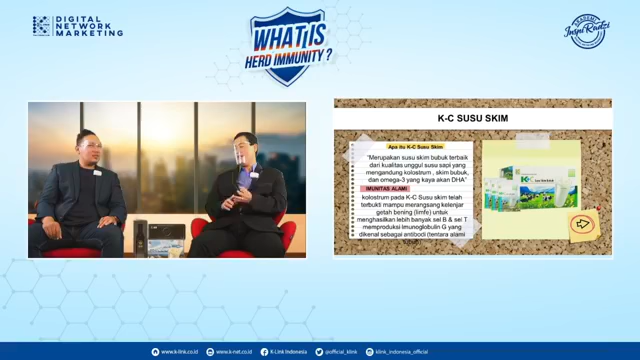 DIGITAL
NETWORK
MARKETING
WHAT IS
HERD IMMUNITY ?
AKADEMI
Inspi Radzi
K-C SUSU SKIM
Apa itu K-C Susu Skim
"Merupakan susu skim bubuk terbaik
dari kualitas unggul susu sapi yang
mengandung kolostrum , skim bubuk,
dan omega-3 yang kaya akan DHA"
IMUNITAS ALAMI
kolostrum pada K-C Susu skim telah
terbukti mampu merangsang kelenjar
getah bening (limfe) untuk
menghasilkan lebih banyak sel B & sel T
memproduksi Imunoglobulin G yang
dikenal sebagai antibodi (tentara alami
K-C
www.k-link.co.id
www.k-net.co.id
K-Link Indonesia
@official_klink
klink_indonesia_official